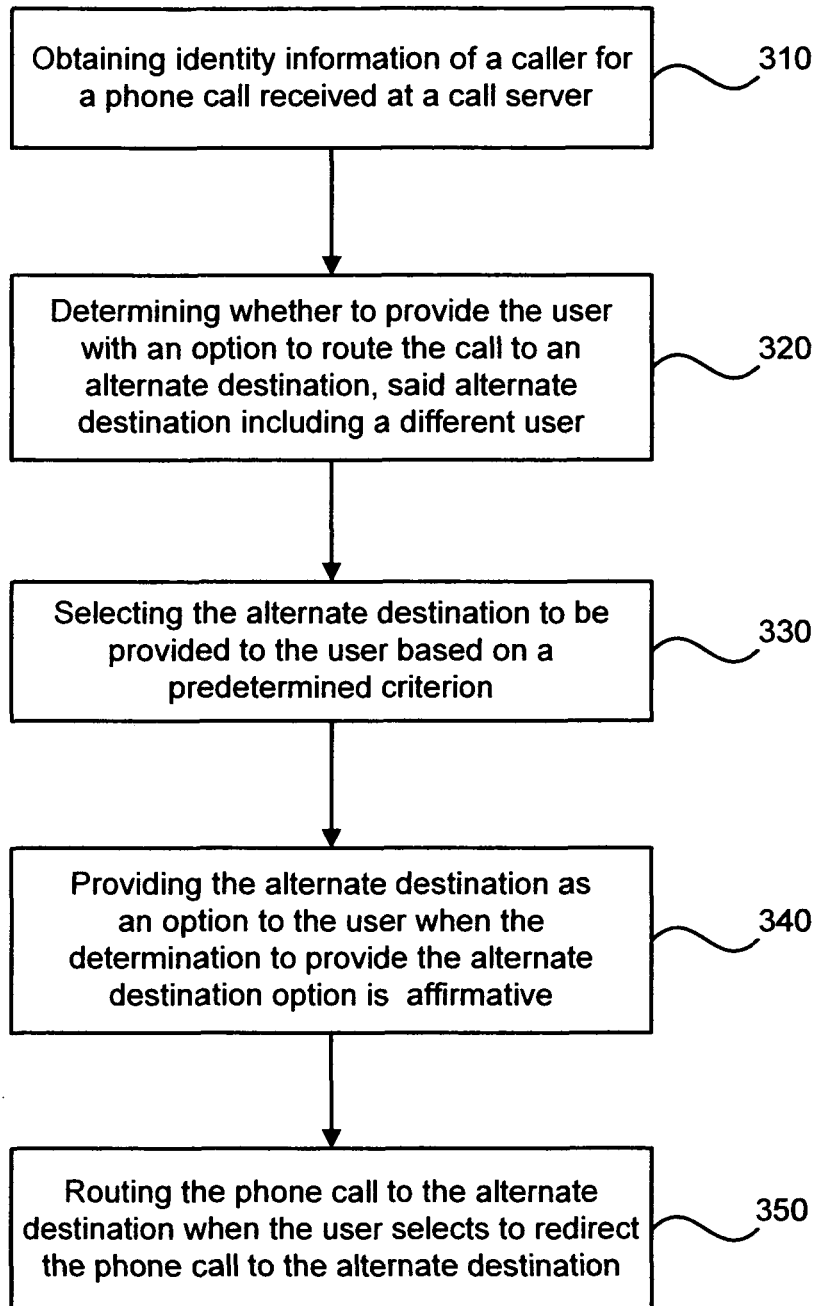 Obtaining identity information of a caller for
a phone call received at a call server
310
Determining whether to provide the user
with an option to route the call to an
alternate destination, said alternate
destination including a different user
320
Selecting the alternate destination to be
provided to the user based on a
predetermined criterion
330
Providing the alternate destination as
an option to the user when the
determination to provide the alternate
destination option is affirmative
340
Routing the phone call to the alternate
destination when the user selects to redirect
the phone call to the alternate destination
350